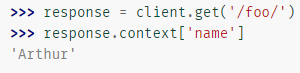 >>> response = client.get('/foo/')
>>> response.context['name']
'Arthur'